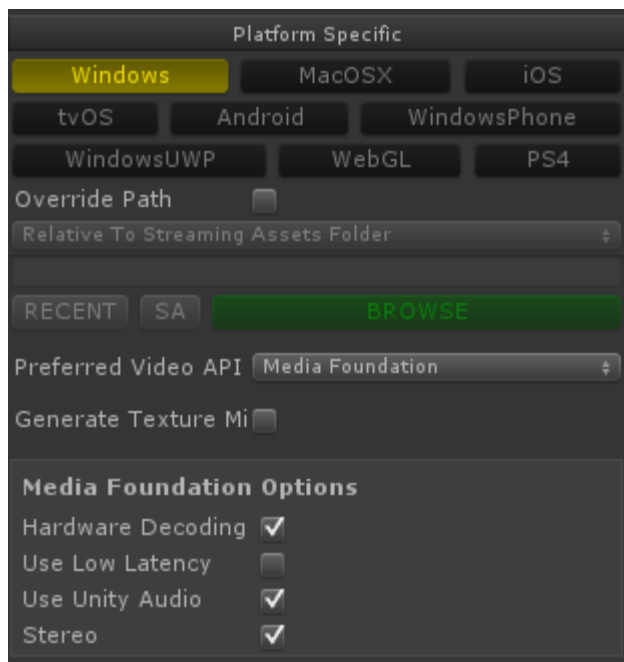 Platform Specific
Windows MacOSX iOS
tvOS Android WindowsPhone
WindowsUWP WebGL PS4
Override Path
Relative To Streaming Assets Folder
RECENT SA BROWSE
Preferred Video API Media Foundation
Generate Texture Mi
Media Foundation Options
Hardware Decoding
Use Low Latency
Use Unity Audio
Stereo